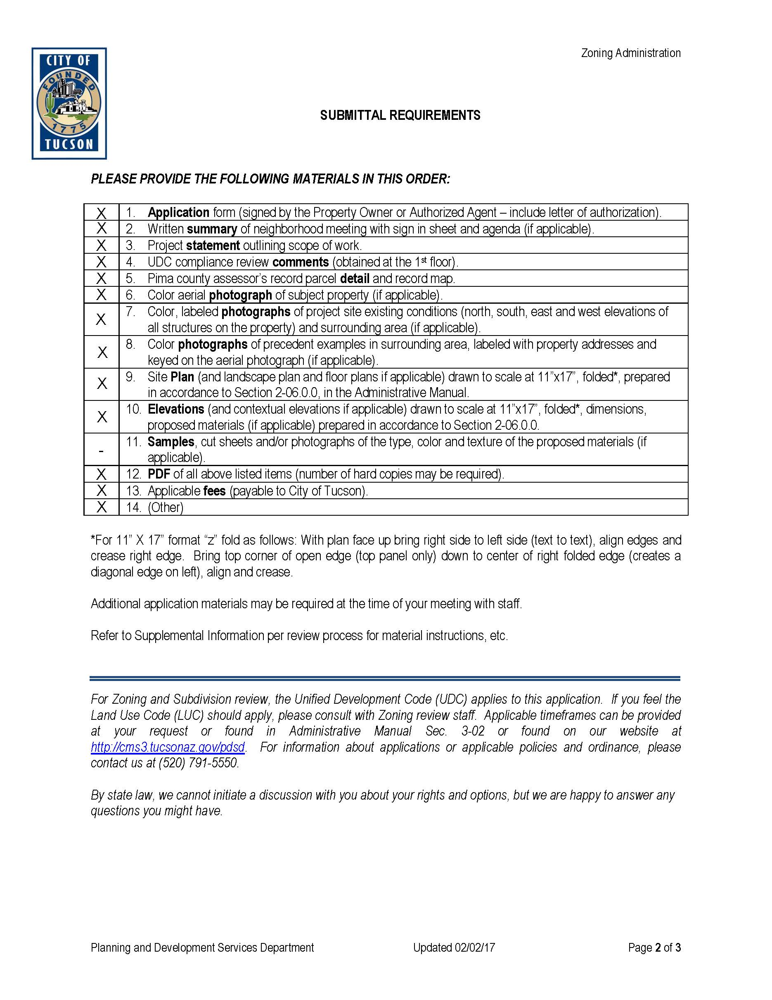 Zoning Administration
CITY OF
FOUNDED
1775
TUCSON
SUBMITTAL REQUIREMENTS
PLEASE PROVIDE THE FOLLOWING MATERIALS IN THIS ORDER:
X 1. Application form (signed by the Property Owner or Authorized Agent – include letter of authorization).
X 2. Written summary of neighborhood meeting with sign in sheet and agenda (if applicable).
X 3. Project statement outlining scope of work.
X 4. UDC compliance review comments (obtained at the 1st floor).
X 5. Pima county assessor’s record parcel detail and record map.
X 6. Color aerial photograph of subject property (if applicable).
X 7. Color, labeled photographs of project site existing conditions (north, south, east and west elevations of
all structures on the property) and surrounding area (if applicable).
X 8. Color photographs of precedent examples in surrounding area, labeled with property addresses and
keyed on the aerial photograph (if applicable).
X 9. Site Plan (and landscape plan and floor plans if applicable) drawn to scale at 11”x17”, folded*, prepared
in accordance to Section 2-06.0.0, in the Administrative Manual.
X 10. Elevations (and contextual elevations if applicable) drawn to scale at 11”x17”, folded*, dimensions,
proposed materials (if applicable) prepared in accordance to Section 2-06.0.0.
- 11. Samples, cut sheets and/or photographs of the type, color and texture of the proposed materials (if
applicable).
X 12. PDF of all above listed items (number of hard copies may be required).
X 13. Applicable fees (payable to City of Tucson).
X 14. (Other)
*For 11” X 17” format “z” fold as follows: With plan face up bring right side to left side (text to text), align edges and
crease right edge. Bring top corner of open edge (top panel only) down to center of right folded edge (creates a
diagonal edge on left), align and crease.
Additional application materials may be required at the time of your meeting with staff.
Refer to Supplemental Information per review process for material instructions, etc.
For Zoning and Subdivision review, the Unified Development Code (UDC) applies to this application. If you feel the
Land Use Code (LUC) should apply, please consult with Zoning review staff. Applicable timeframes can be provided
at your request or found in Administrative Manual Sec. 3-02 or found on our website at
http://cms3.tucsonaz.gov/pdsd. For information about applications or applicable policies and ordinance, please
contact us at (520) 791-5550.
By state law, we cannot initiate a discussion with you about your rights and options, but we are happy to answer any
questions you might have.
Planning and Development Services Department Updated 02/02/17 Page 2 of 3